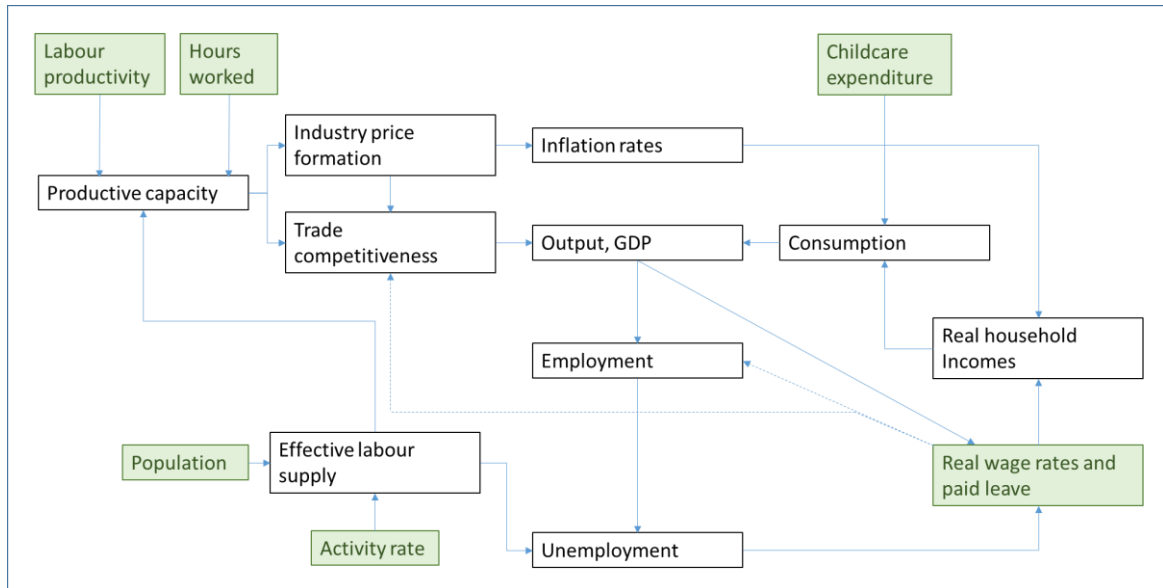 Labour
productivity
Hours
worked
Childcare
expenditure
Industry price
formation
Inflation rates
Productive capacity
Trade
competitiveness
Output, GDP
Consumption
Employment
Real household
Incomes
Population
Effective labour
supply
Real wage rates and
paid leave
Activity rate
Unemployment